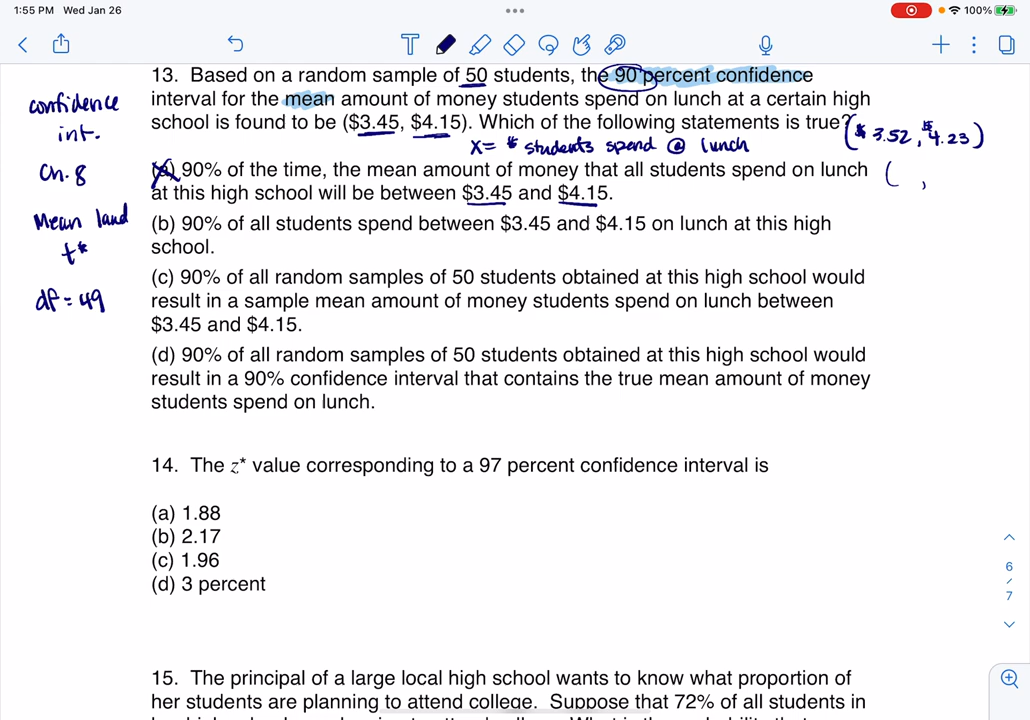 1:55 PM Wed Jan 26
100%
13. Based on a random sample of 50 students, the 90 percent confidence
interval for the mean amount of money students spend on lunch at a certain high
school is found to be ($3.45, $4.15). Which of the following statements is true?
($3.52, $4.23)
x= $ students spend @ lunch
( , 
confidence
int.
Ch. 8
Mean land
t*
df = 49
(a) 90% of the time, the mean amount of money that all students spend on lunch
at this high school will be between $3.45 and $4.15.
(b) 90% of all students spend between $3.45 and $4.15 on lunch at this high
school.
(c) 90% of all random samples of 50 students obtained at this high school would
result in a sample mean amount of money students spend on lunch between
$3.45 and $4.15.
(d) 90% of all random samples of 50 students obtained at this high school would
result in a 90% confidence interval that contains the true mean amount of money
students spend on lunch.
14. The z* value corresponding to a 97 percent confidence interval is
(a) 1.88
(b) 2.17
(c) 1.96
(d) 3 percent
6
/
7
15. The principal of a large local high school wants to know what proportion of
her students are planning to attend college. Suppose that 72% of all students in